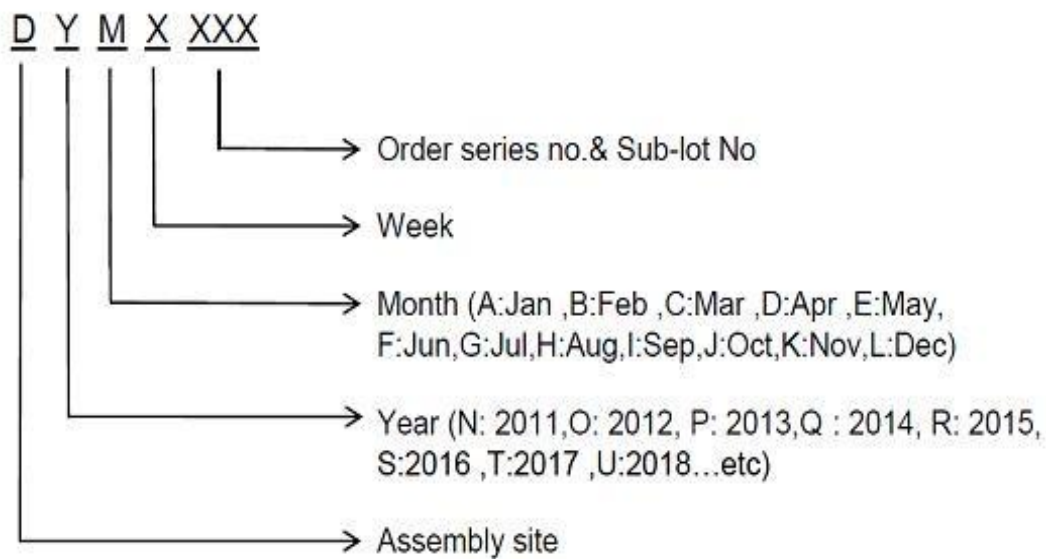 D Y M X XXX
Order series no.& Sub-lot No
Week
Month (A:Jan ,B:Feb ,C:Mar ,D:Apr ,E:May,
F:Jun,G:Jul,H:Aug,I:Sep,J:Oct,K:Nov,L:Dec)
Year (N: 2011,O: 2012, P: 2013,Q : 2014, R: 2015,
S:2016 ,T:2017 ,U:2018...etc)
Assembly site